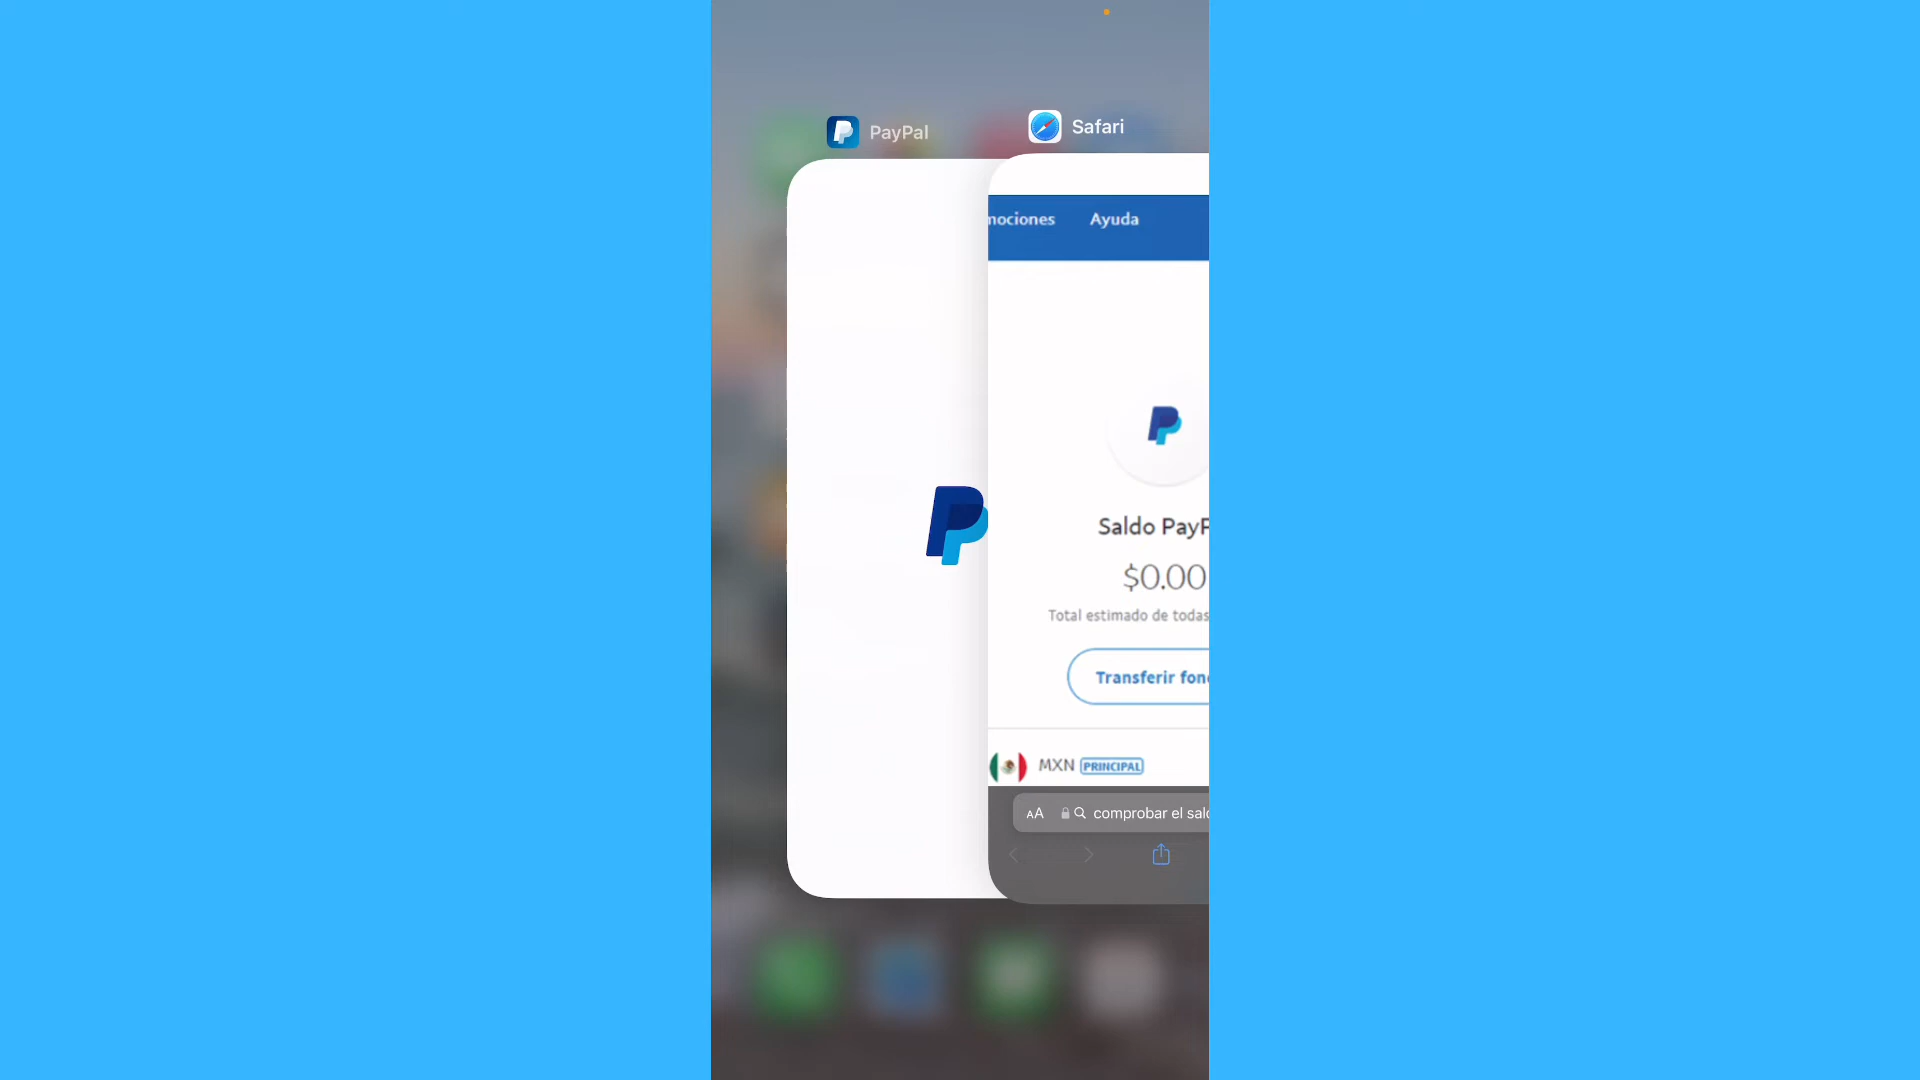 PayPal
Safari
mociones
Ayuda
Saldo PayP
$0.00
Total estimado de todas
Transferir fon
MXN PRINCIPAL
AA comprobar el sal